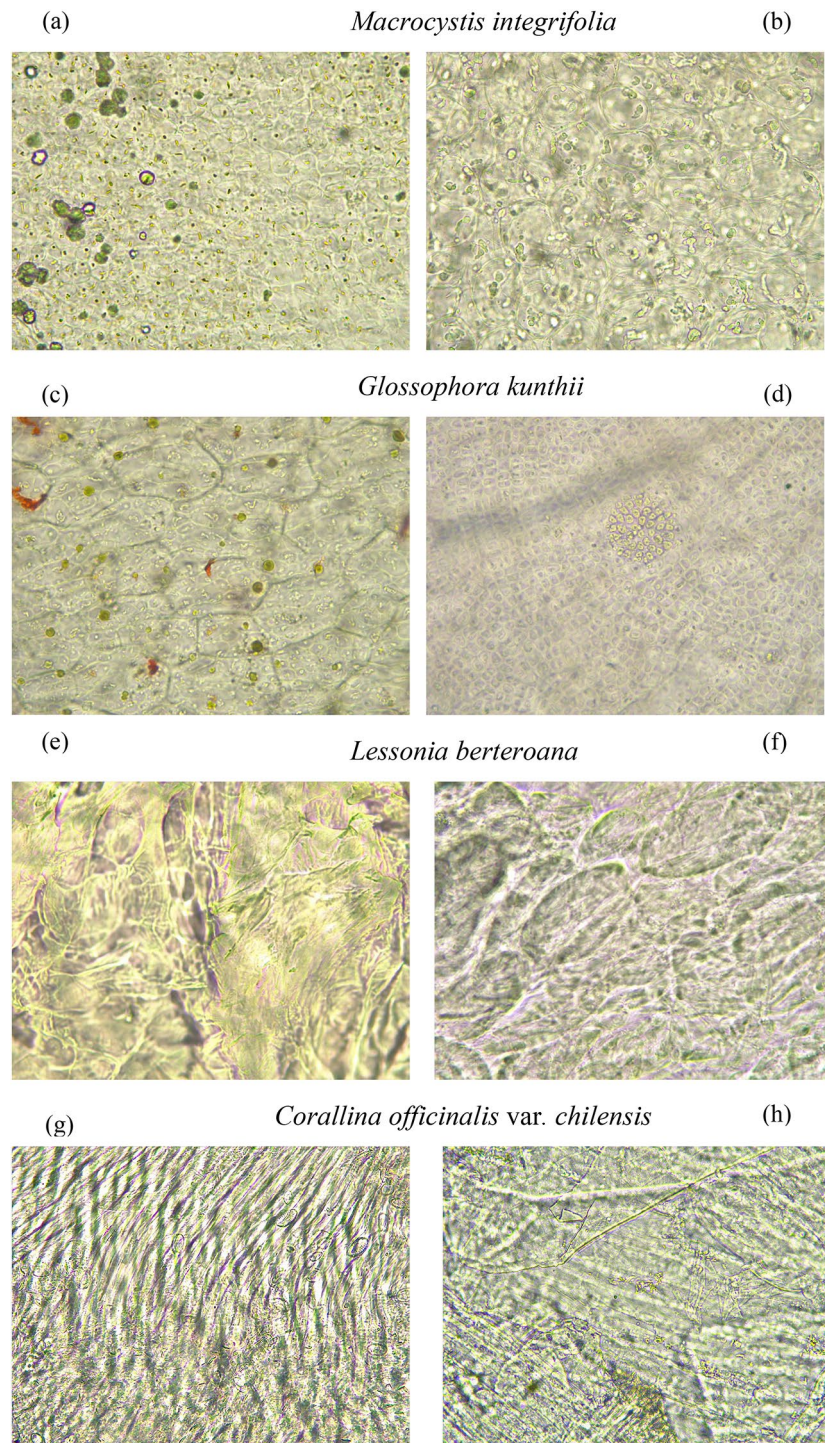 (a) Macrocystis integrifolia (b)
(c) Glossophora kunthii (d)
(e) Lessonia berteroana (f)
(g) Corallina officinalis var. chilensis (h)